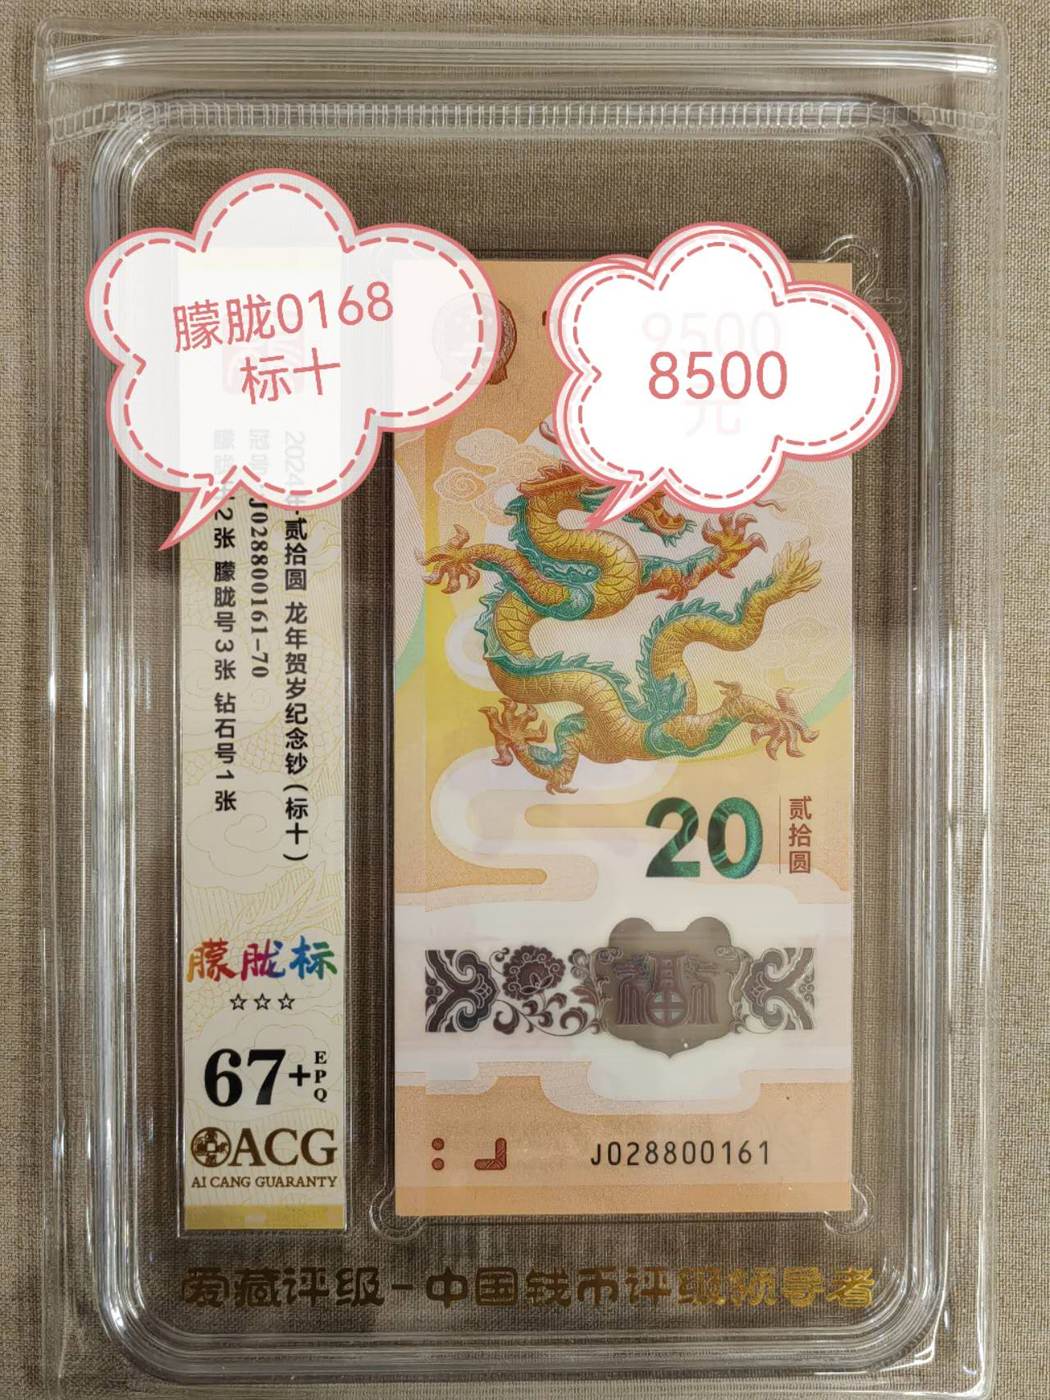 朦胧0168
标十
8500
2024年贰拾圆 龙年贺岁纪念钞(标十)
冠号:J028800161-70
2张 朦胧号3张 钻石号1张
朦胧标
☆☆☆
67+EPQ
ACG
AI CANG GUARANTY
20
贰拾圆
福
J028800161
爱藏评级-中国钱币评级领导者